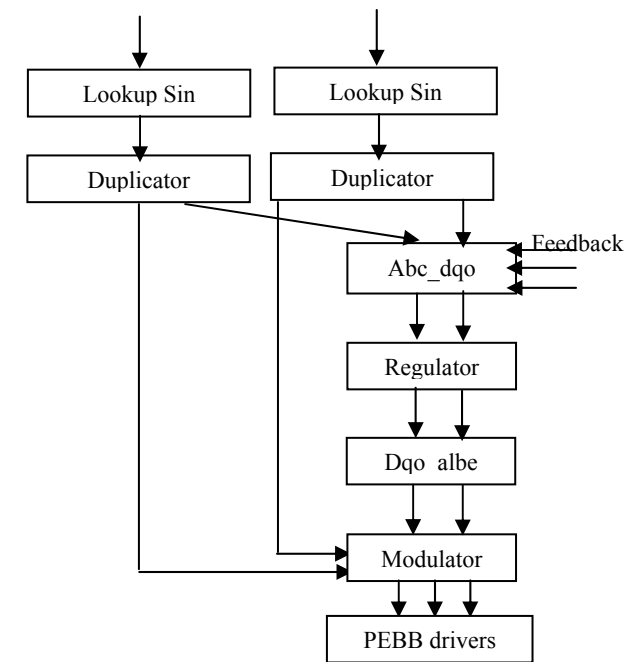 Lookup Sin
Lookup Sin
Duplicator
Duplicator
Feedback
Abc_dqo
Regulator
Dqo albe
Modulator
PEBB drivers